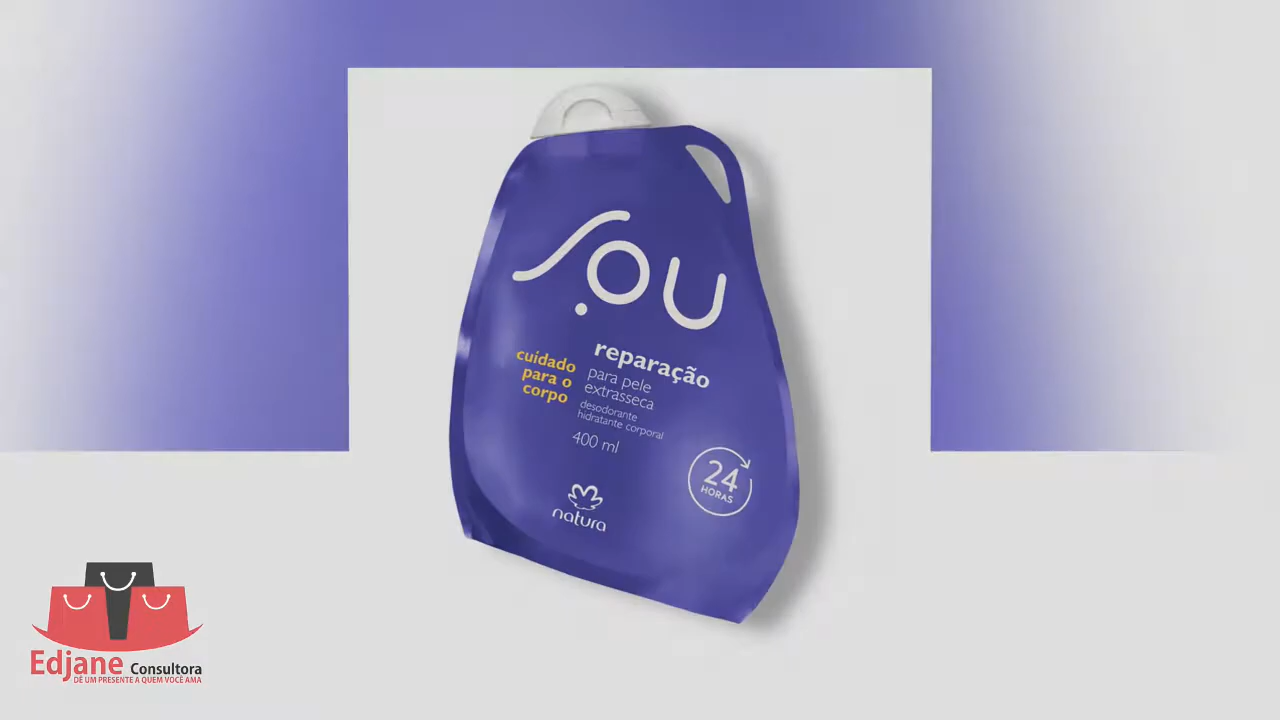 SOU
reparação
cuidado
para o
corpo
para pele
extrasseca
desodorante
hidratante corporal
400 ml
24
HORAS
natura
Edjane Consultora
DÊ UM PRESENTE A QUEM VOCÊ AMA